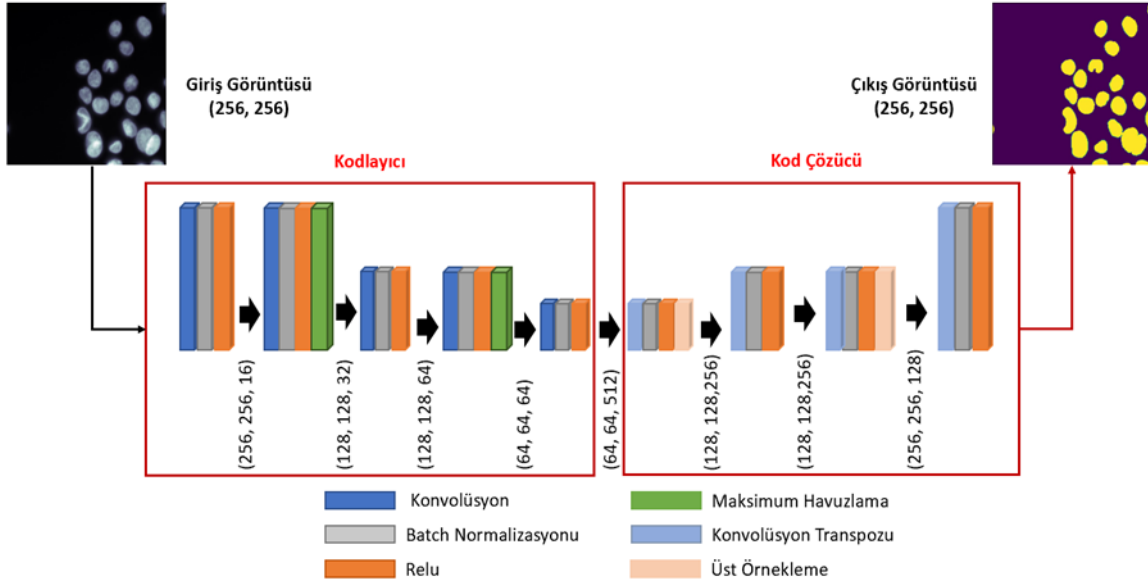 Giriş Görüntüsü
(256, 256)
Çıkış Görüntüsü
(256, 256)
Kodlayıcı
Kod Çözücü
(256, 256, 16)
(128, 128, 32)
(128, 128, 64)
(64, 64, 64)
(64, 64, 512)
(128, 128,256)
(128, 128,256)
(256, 256, 128)
Konvolüsyon
Maksimum Havuzlama
Batch Normalizasyonu
Konvolüsyon Transpozu
Relu
Üst Örnekleme